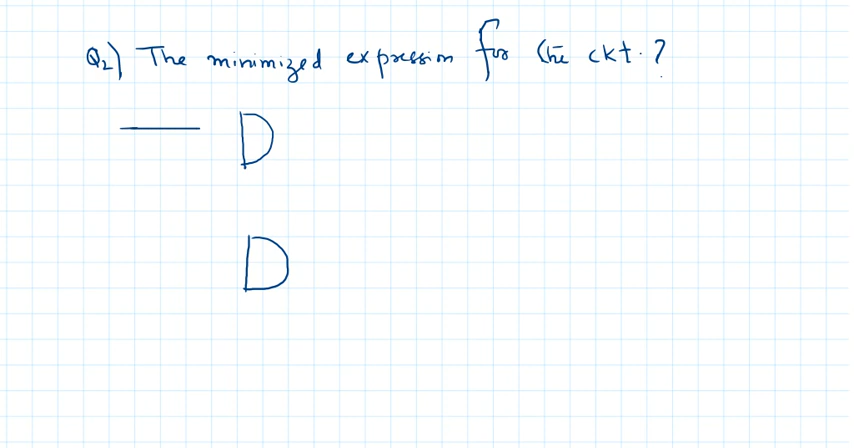 Q2) The minimized expression for the ckt.?